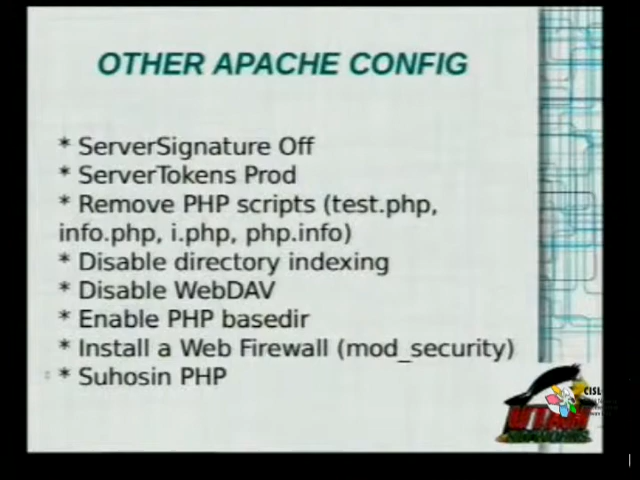 OTHER APACHE CONFIG
* ServerSignature Off
* ServerTokens Prod
* Remove PHP scripts (test.php,
info.php, i.php, php.info)
* Disable directory indexing
* Disable WebDAV
* Enable PHP basedir
* Install a Web Firewall (mod_security)
* Suhosin PHP
CISL